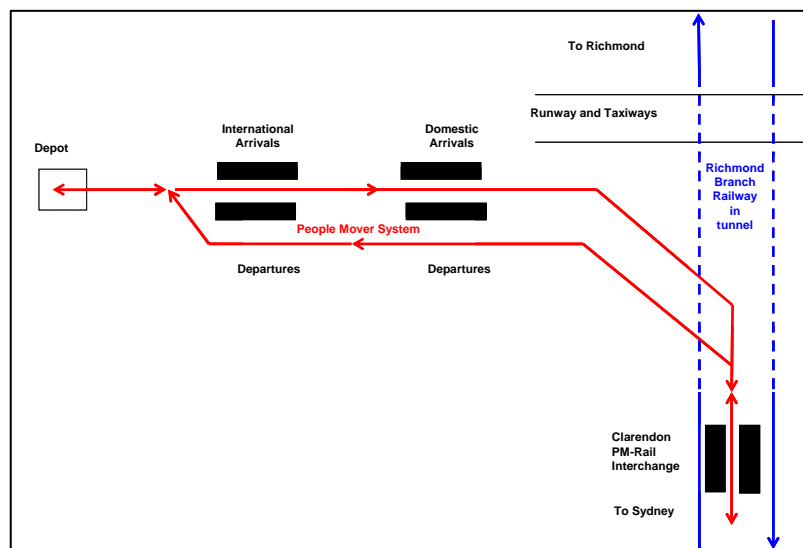 To Richmond
Runway and Taxiways
International
Arrivals
Domestic
Arrivals
Depot
Richmond
Branch
Railway
in
tunnel
People Mover System
Departures
Departures
Clarendon
PM-Rail
Interchange
To Sydney